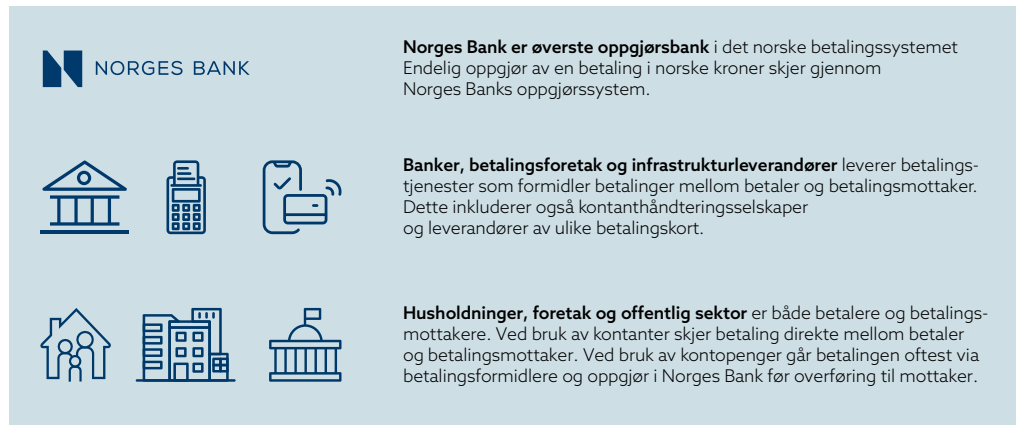 NORGES BANK
Norges Bank er øverste oppgjørsbank i det norske betalingssystemet
Endelig oppgjør av en betaling i norske kroner skjer gjennom
Norges Banks oppgjørssystem.
Banker, betalingsforetak og infrastrukturleverandører leverer betalings-
tjenester som formidler betalinger mellom betaler og betalingsmottaker.
Dette inkluderer også kontanthåndteringsselskaper
og leverandører av ulike betalingskort.
Husholdninger, foretak og offentlig sektor er både betalere og betalings-
mottakere. Ved bruk av kontanter skjer betaling direkte mellom betaler
og betalingsmottaker. Ved bruk av kontopenger går betalingen oftest via
betalingsformidlere og oppgjør i Norges Bank før overføring til mottaker.